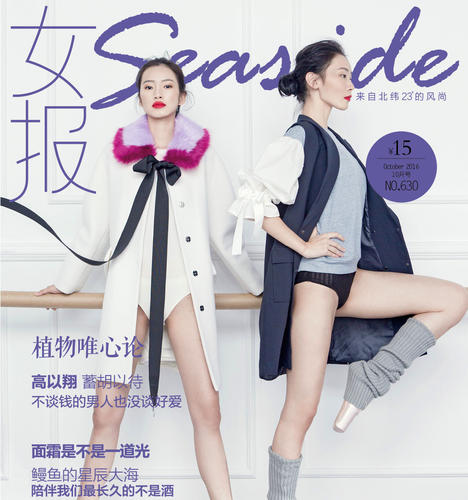 女报
Seaside
来自北纬23°的风尚
¥15
October 2016
10月号
NO.630
植物唯心论
高以翔 蓄胡以待
不谈钱的男人也没谈好爱
面霜是不是一道光
鳗鱼的星辰大海
陪伴我们最长久的不是酒